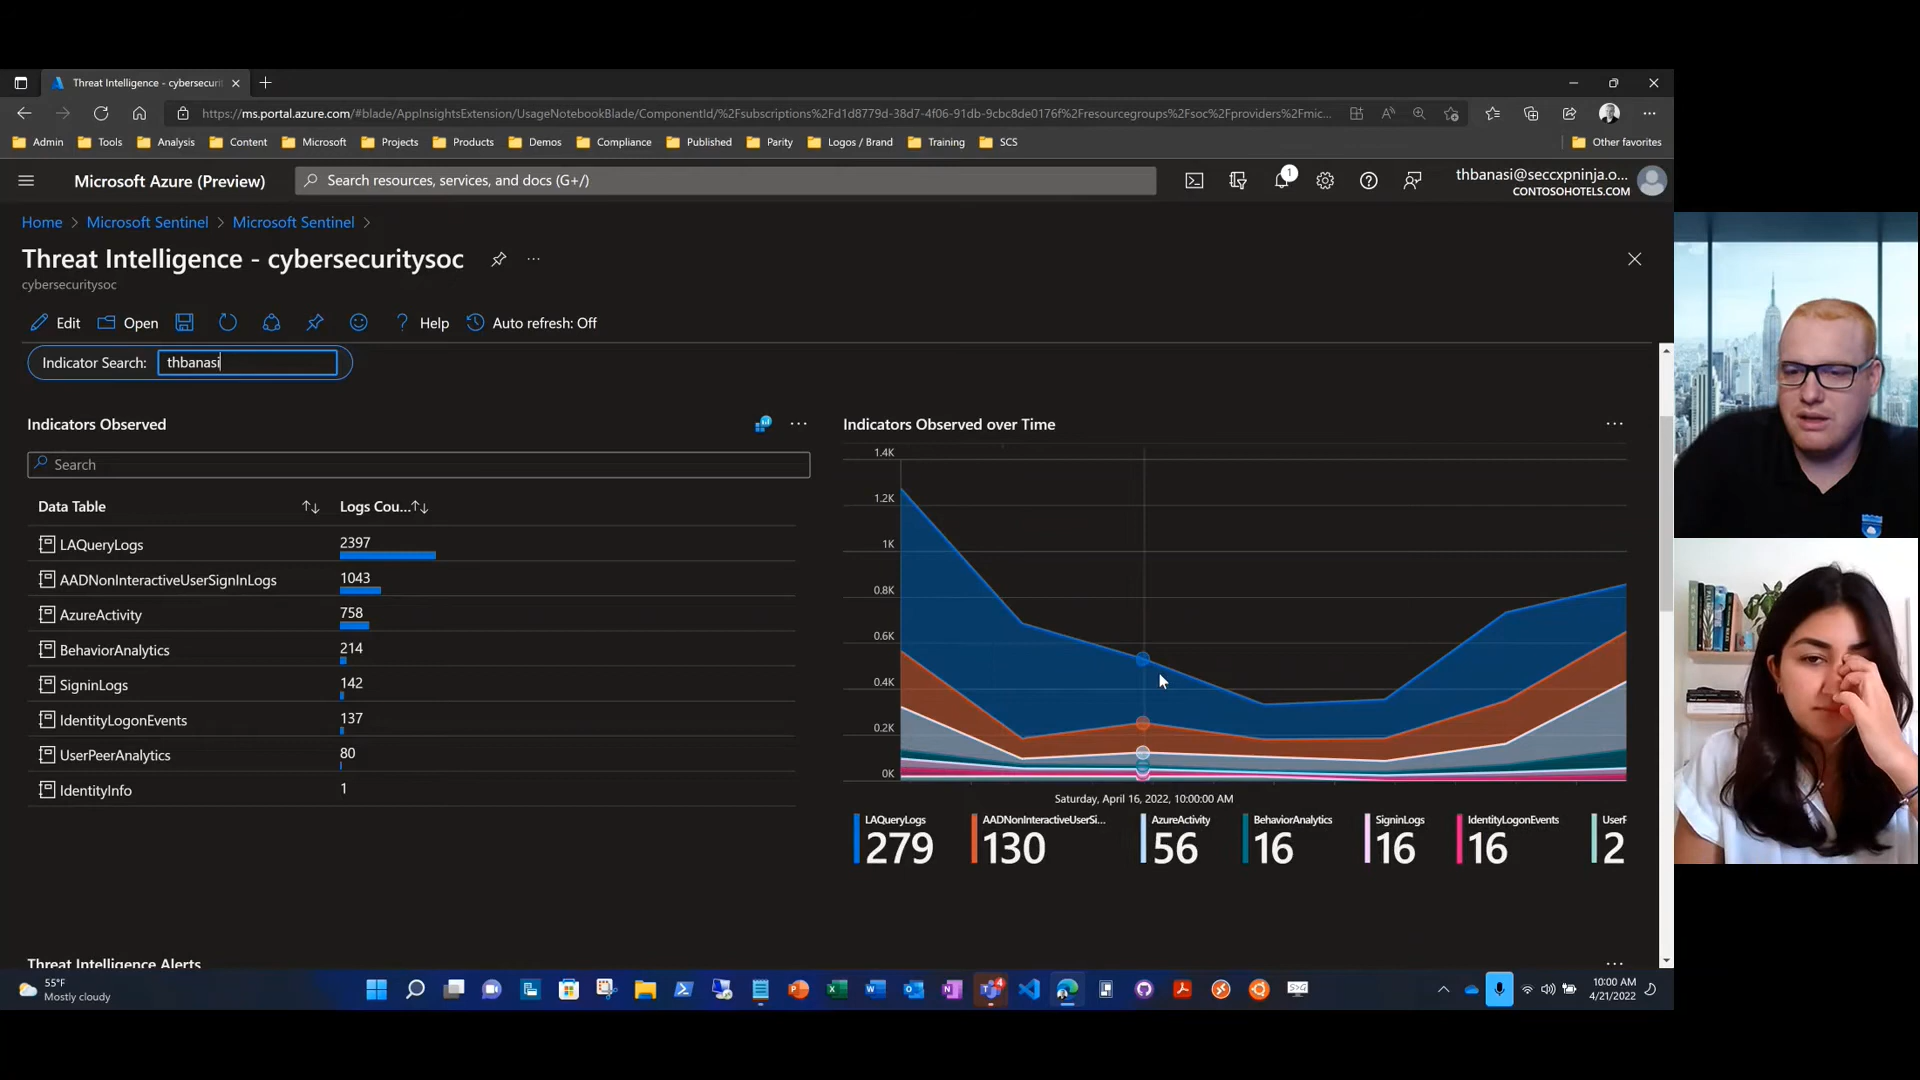 Threat Intelligence - cybersecurit
https://ms.portal.azure.com/#blade/AppInsightsExtension/UsageNotebookBlade/ComponentId/%2Fsubscriptions%2Fd1d8779d-38d7-4f06-91db-9cbc8de0176f%2Fresourcegroups%2Fsoc%2Fproviders%2Fmic...
Admin Tools Analysis Content Microsoft Projects Products Demos Compliance Published Parity Logos / Brand Training SCS Other favorites
Microsoft Azure (Preview)
Search resources, services, and docs (G+/)
1
thbanasi@seccxpninja.o...
CONTOSOHOTELS.COM
Home > Microsoft Sentinel > Microsoft Sentinel >
Threat Intelligence - cybersecuritysoc ...
cybersecuritysoc
Edit Open Help Auto refresh: Off
Indicator Search: thbanasi
Indicators Observed
Search
Data Table Logs Cou...
LAQueryLogs 2397
AADNonInteractiveUserSignInLogs 1043
AzureActivity 758
BehaviorAnalytics 214
SigninLogs 142
IdentityLogonEvents 137
UserPeerAnalytics 80
IdentityInfo 1
Indicators Observed over Time
1.4K
1.2K
1K
0.8K
0.6K
0.4K
0.2K
0K
Saturday, April 16, 2022, 10:00:00 AM
LAQueryLogs AADNonInteractiveUserSi... AzureActivity BehaviorAnalytics SigninLogs IdentityLogonEvents
279 130 56 16 16 16 2
Threat Intelligence Alerts
55°F
Mostly cloudy
10:00 AM
4/21/2022